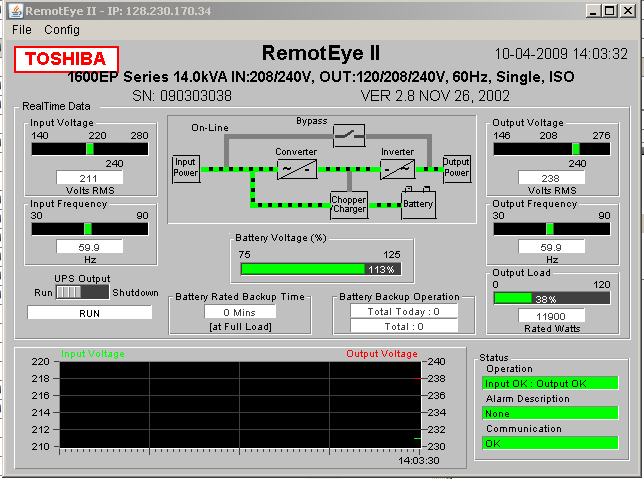 RemotEye II - IP: 128.230.170.34
File Config
TOSHIBA
RemotEye II
10-04-2009 14:03:32
1600EP Series 14.0kVA IN:208/240V, OUT:120/208/240V, 60Hz, Single, ISO
SN: 090303038
VER 2.8 NOV 26, 2002
RealTime Data
Input Voltage
140 220 280
240
211
Volts RMS
Input Frequency
30 90
59.9
Hz
UPS Output
Run Shutdown
RUN
On-Line
Bypass
Converter
Inverter
Input Power
Output Power
Chopper Charger
Battery
Battery Voltage (%)
75 125
113%
Battery Rated Backup Time
0 Mins
[at Full Load]
Battery Backup Operation
Total Today : 0
Total : 0
Output Voltage
146 208 276
240
238
Volts RMS
Output Frequency
30 90
59.9
Hz
Output Load
0 120
38%
11900
Rated Watts
Input Voltage
Output Voltage
220 240
218 238
216 236
214 234
212 232
210 230
14:03:30
Status
Operation
Input OK : Output OK
Alarm Description
None
Communication
OK